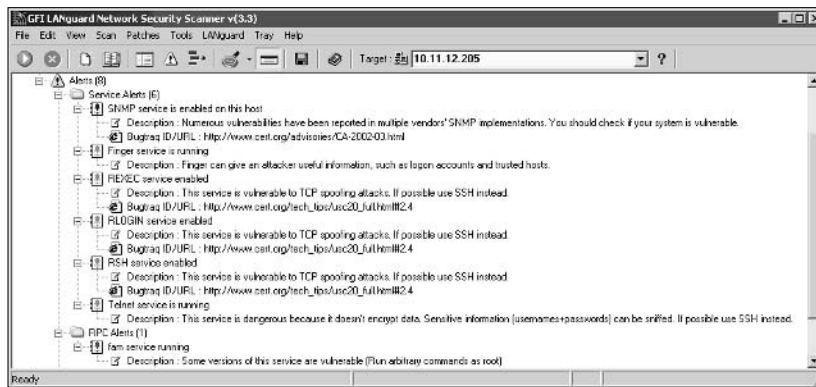 GFI LANguard Network Security Scanner v(3.3)
File Edit View Scan Patches Tools LANguard Tray Help
Target: 10.11.12.205
Alerts (8)
Service Alerts (6)
SNMP service is enabled on this host
Description : Numerous vulnerabilities have been reported in multiple vendors' SNMP implementations. You should check if your system is vulnerable.
Bugtraq ID/URL : http://www.cert.org/advisories/CA-2002-03.html
Finger service is running
Description : Finger can give an attacker useful information, such as logon accounts and trusted hosts.
REXEC service enabled
Description : This service is vulnerable to TCP spoofing attacks. If possible use SSH instead.
Bugtraq ID/URL : http://www.cert.org/tech_tips/usc20_full.html#2.4
RLOGIN service enabled
Description : This service is vulnerable to TCP spoofing attacks. If possible use SSH instead.
Bugtraq ID/URL : http://www.cert.org/tech_tips/usc20_full.html#2.4
RSH service enabled
Description : This service is vulnerable to TCP spoofing attacks. If possible use SSH instead.
Bugtraq ID/URL : http://www.cert.org/tech_tips/usc20_full.html#2.4
Telnet service is running
Description : This service is dangerous because it doesn't encrypt data. Sensitive information (usernames+passwords) can be sniffed. If possible use SSH instead.
RPC Alerts (1)
fam service running
Description : Some versions of this service are vulnerable (Run arbitrary commands as root)
Ready